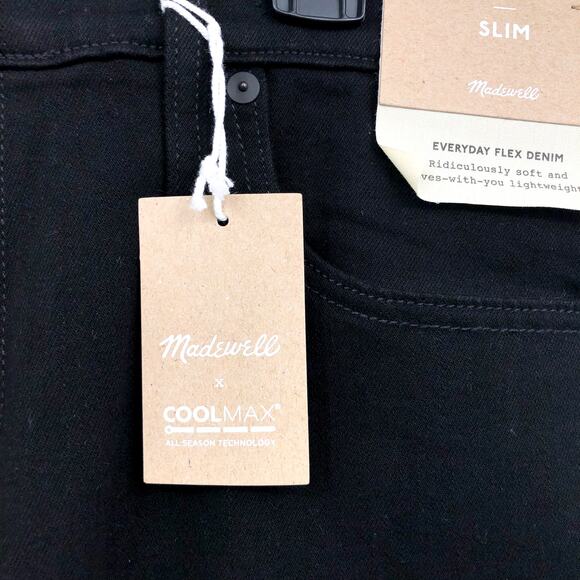 SLIM
Madewell
EVERYDAY FLEX DENIM
Ridiculously soft and
ves-with-you lightweight
Madewell
x
COOLMAX®
ALL SEASON TECHNOLOGY